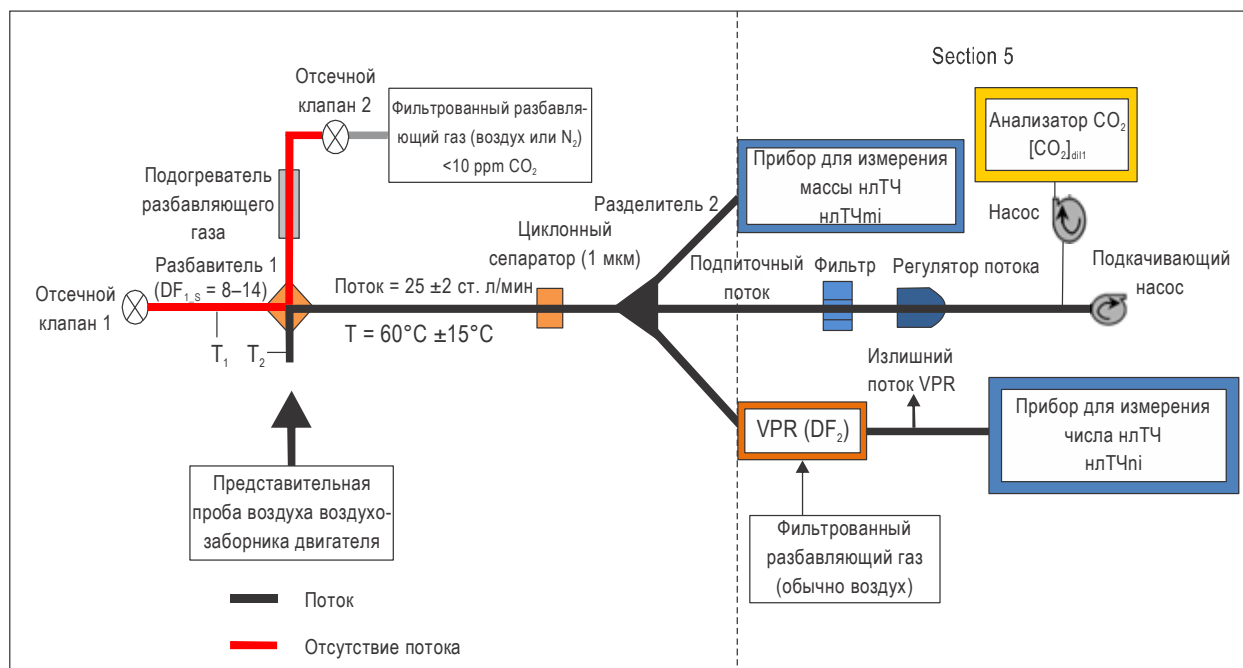 Section 5
Отсечной
клапан 2
Фильтрованный разбавля-
ющий газ (воздух или N₂)
<10 ppm CO₂
Анализатор CO₂
[CO₂]dil1
Прибор для измерения
массы нлТЧ
нлТЧmi
Подогреватель
разбавляющего
газа
Разделитель 2
Насос
Циклонный
сепаратор (1 мкм)
Разбавитель 1
(DF1_S = 8–14)
Поток = 25 ±2 ст. л/мин
Подпиточный
поток
Фильтр
Регулятор потока
Подкачивающий
насос
Отсечной
клапан 1
T₁
T₂
T = 60°C ±15°C
Излишний
поток VPR
VPR (DF₂)
Прибор для измерения
числа нлТЧ
нлТЧni
Представительная
проба воздуха воздухо-
заборника двигателя
Фильтрованный
разбавляющий газ
(обычно воздух)
Поток
Отсутствие потока